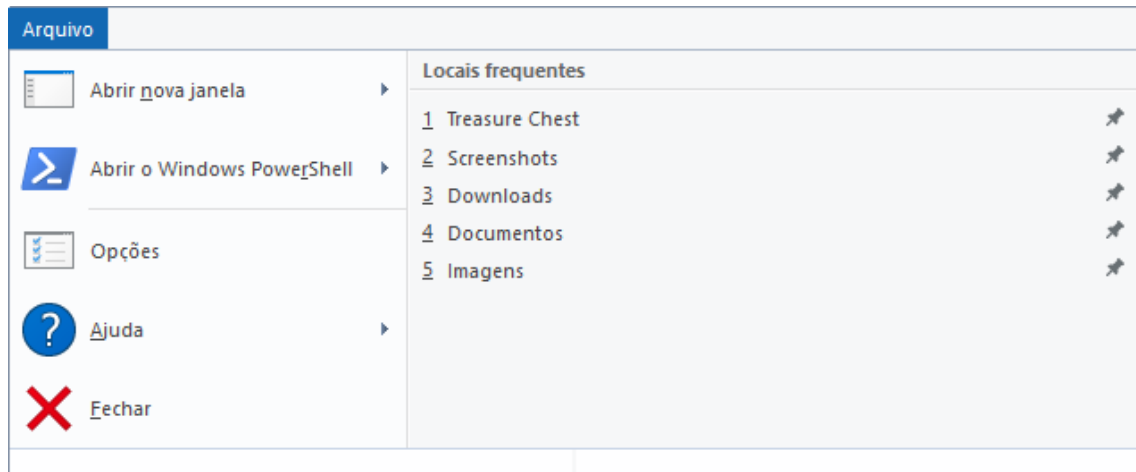 Arquivo
Abrir nova janela
Abrir o Windows PowerShell
Opções
Ajuda
Fechar
Locais frequentes
1 Treasure Chest
2 Screenshots
3 Downloads
4 Documentos
5 Imagens